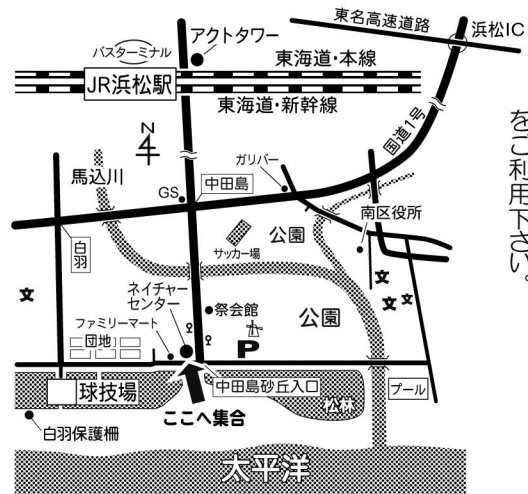 東名高速道路
浜松IC
アクトタワー
バスターミナル
JR浜松駅
東海道・本線
東海道・新幹線
N
国道1号
をご利用下さい。
馬込川
ガリバー
GS
中田島
南区役所
白羽
公園
サッカー場
文
文
文
文
ネイチャー
センター
祭会館
公園
ファミリーマート
団地
P
球技場
中田島砂丘入口
プール
松林
ここへ集合
白羽保護柵
太平洋